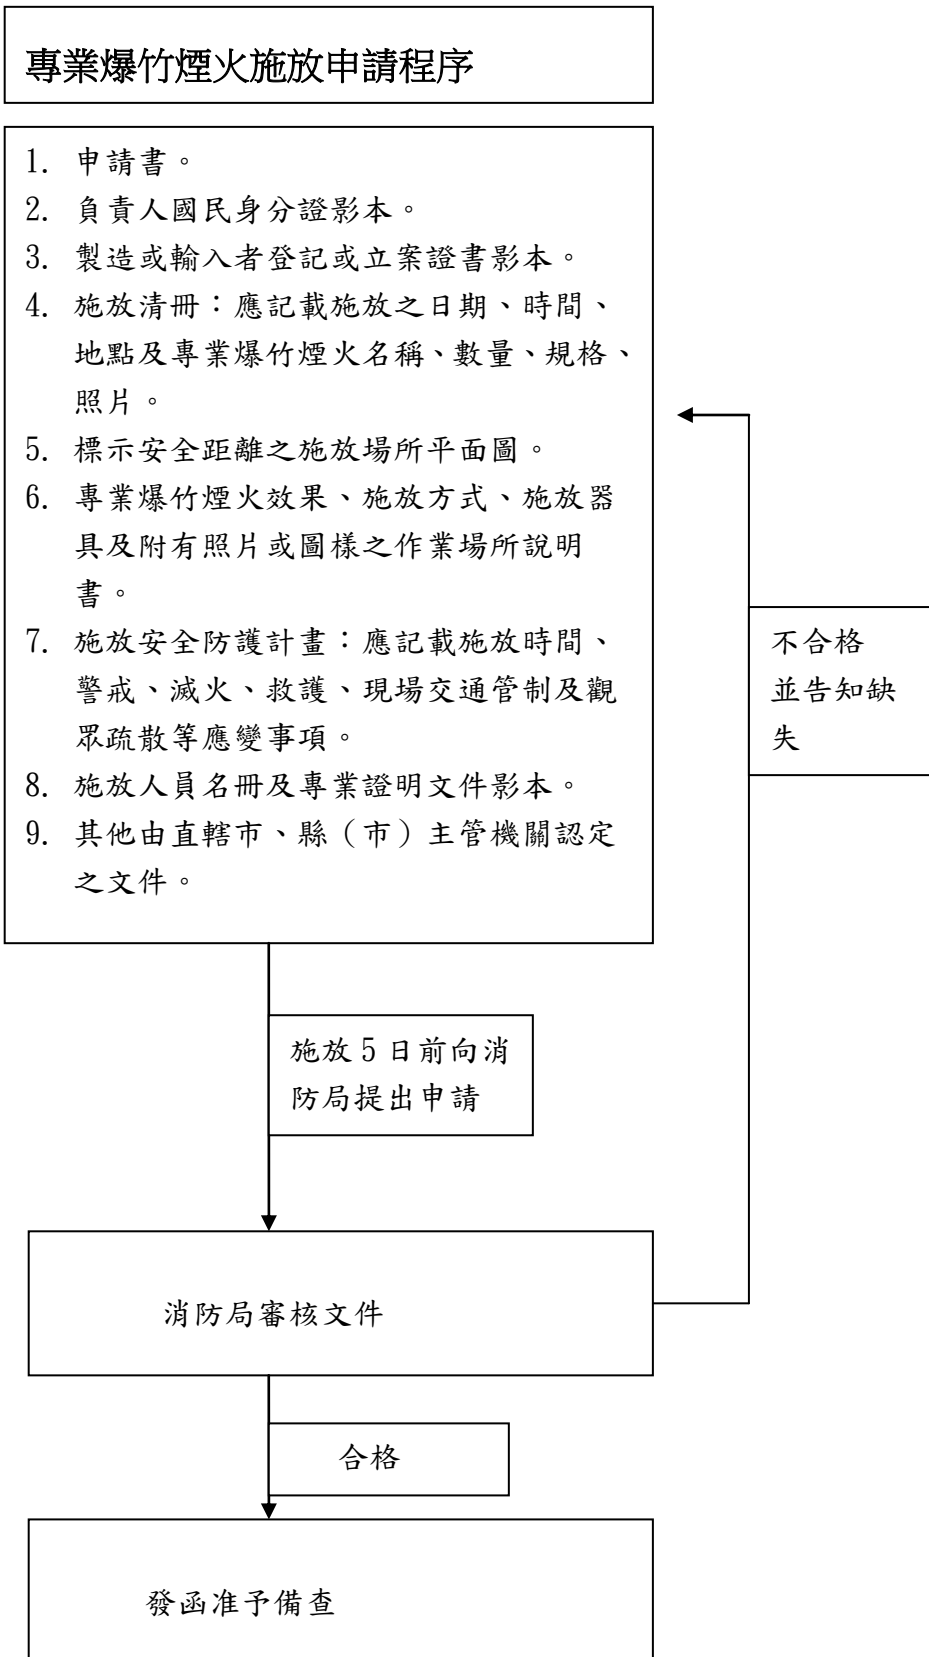 專業爆竹煙火施放申請程序
1. 申請書。
2. 負責人國民身分證影本。
3. 製造或輸入者登記或立案證書影本。
4. 施放清冊：應記載施放之日期、時間、
地點及專業爆竹煙火名稱、數量、規格、
照片。
5. 標示安全距離之施放場所平面圖。
6. 專業爆竹煙火效果、施放方式、施放器
具及附有照片或圖樣之作業場所說明
書。
7. 施放安全防護計畫：應記載施放時間、
警戒、滅火、救護、現場交通管制及觀
眾疏散等應變事項。
8. 施放人員名冊及專業證明文件影本。
9. 其他由直轄市、縣（市）主管機關認定
之文件。
不合格
並告知缺
失
施放 5 日前向消
防局提出申請
消防局審核文件
合格
發函准予備查